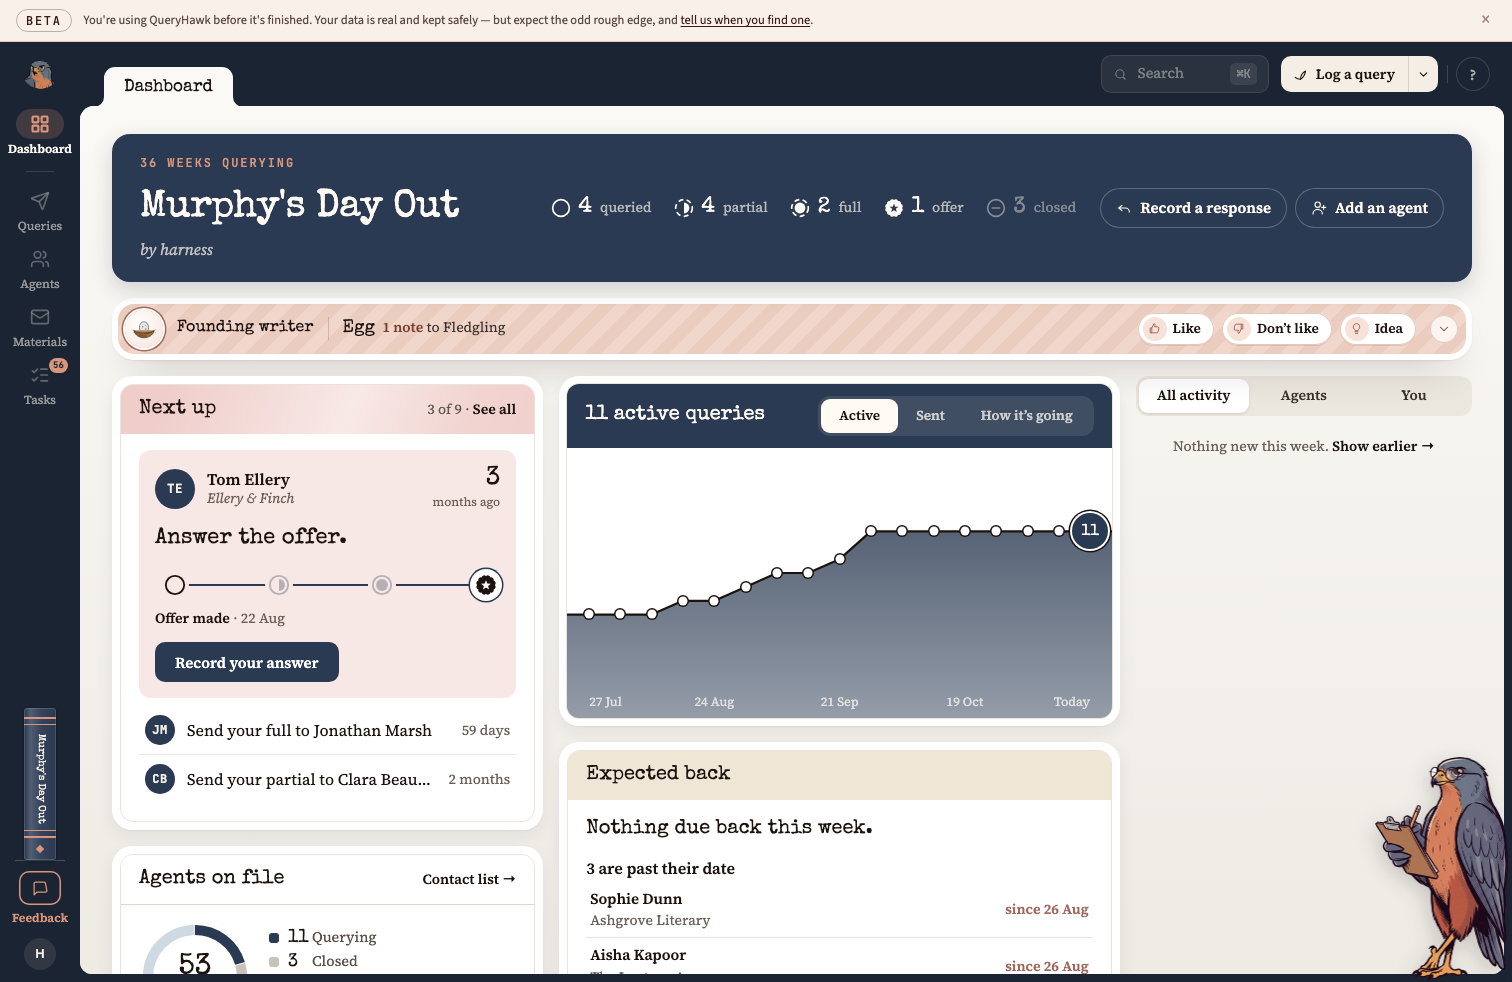 BETA You're using QueryHawk before it's finished. Your data is real and kept safely — but expect the odd rough edge, and tell us when you find one. ×
Dashboard
Search ⌘K
Log a query
?
Dashboard
Queries
Agents
Materials
56
Tasks
Murphy's Day Out
Feedback
H
36 WEEKS QUERYING
Murphy's Day Out
by harness
4 queried
4 partial
2 full
1 offer
3 closed
Record a response
Add an agent
Founding writer
Egg 1 note to Fledgling
Like
Don't like
Idea
Next up
3 of 9 · See all
TE
Tom Ellery
Ellery & Finch
3
months ago
Answer the offer.
Offer made · 22 Aug
Record your answer
JM Send your full to Jonathan Marsh 59 days
CB Send your partial to Clara Beau... 2 months
Agents on file
Contact list →
53
11 Querying
3 Closed
11 active queries
Active
Sent
How it's going
11
27 Jul
24 Aug
21 Sep
19 Oct
Today
Expected back
Nothing due back this week.
3 are past their date
Sophie Dunn
Ashgrove Literary
since 26 Aug
Aisha Kapoor
since 26 Aug
All activity
Agents
You
Nothing new this week. Show earlier →